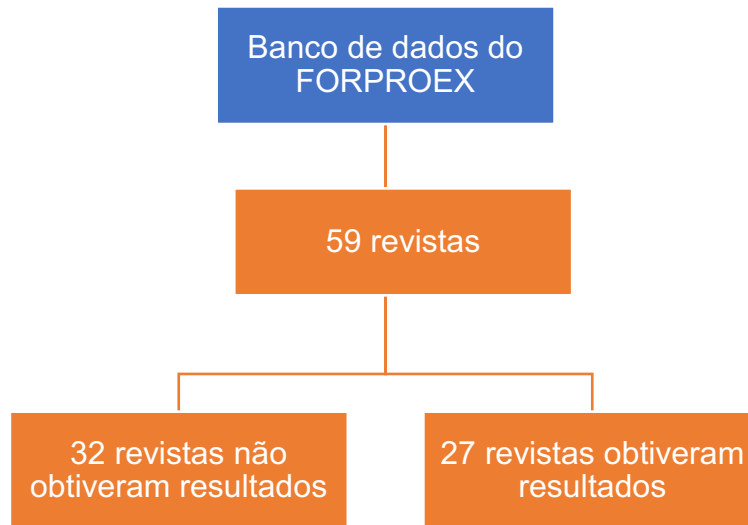 Banco de dados do
FORPROEX
59 revistas
32 revistas não
obtiveram resultados
27 revistas obtiveram
resultados